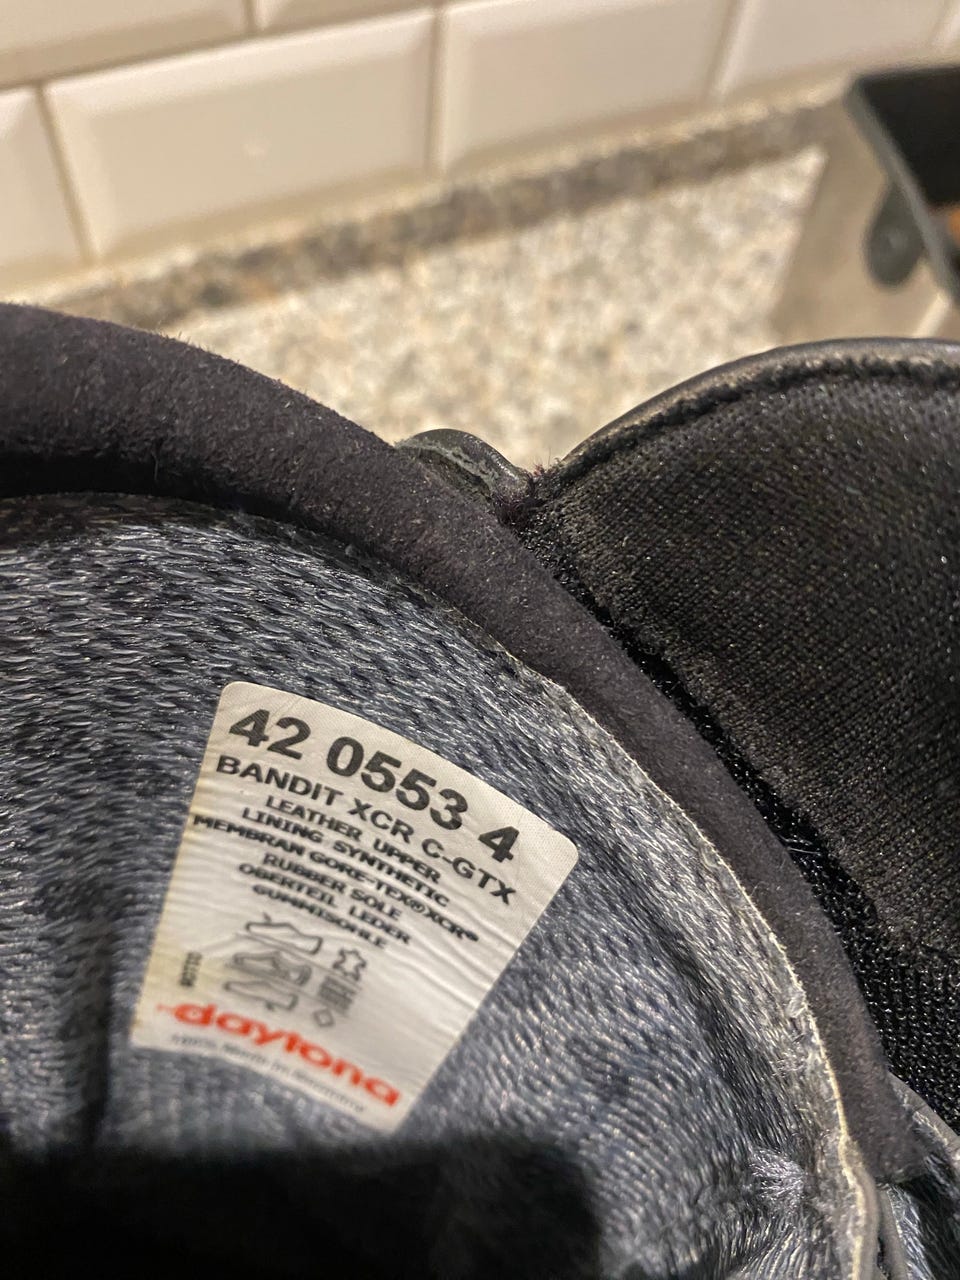 42 0553 4
BANDIT XCR C-GTX
LEATHER UPPER
LINING SYNTHETIC
MEMBRAN GORE-TEX®XCR®
RUBBER SOLE
OBERTEIL LEDER
GUMMISOHLE
daytona